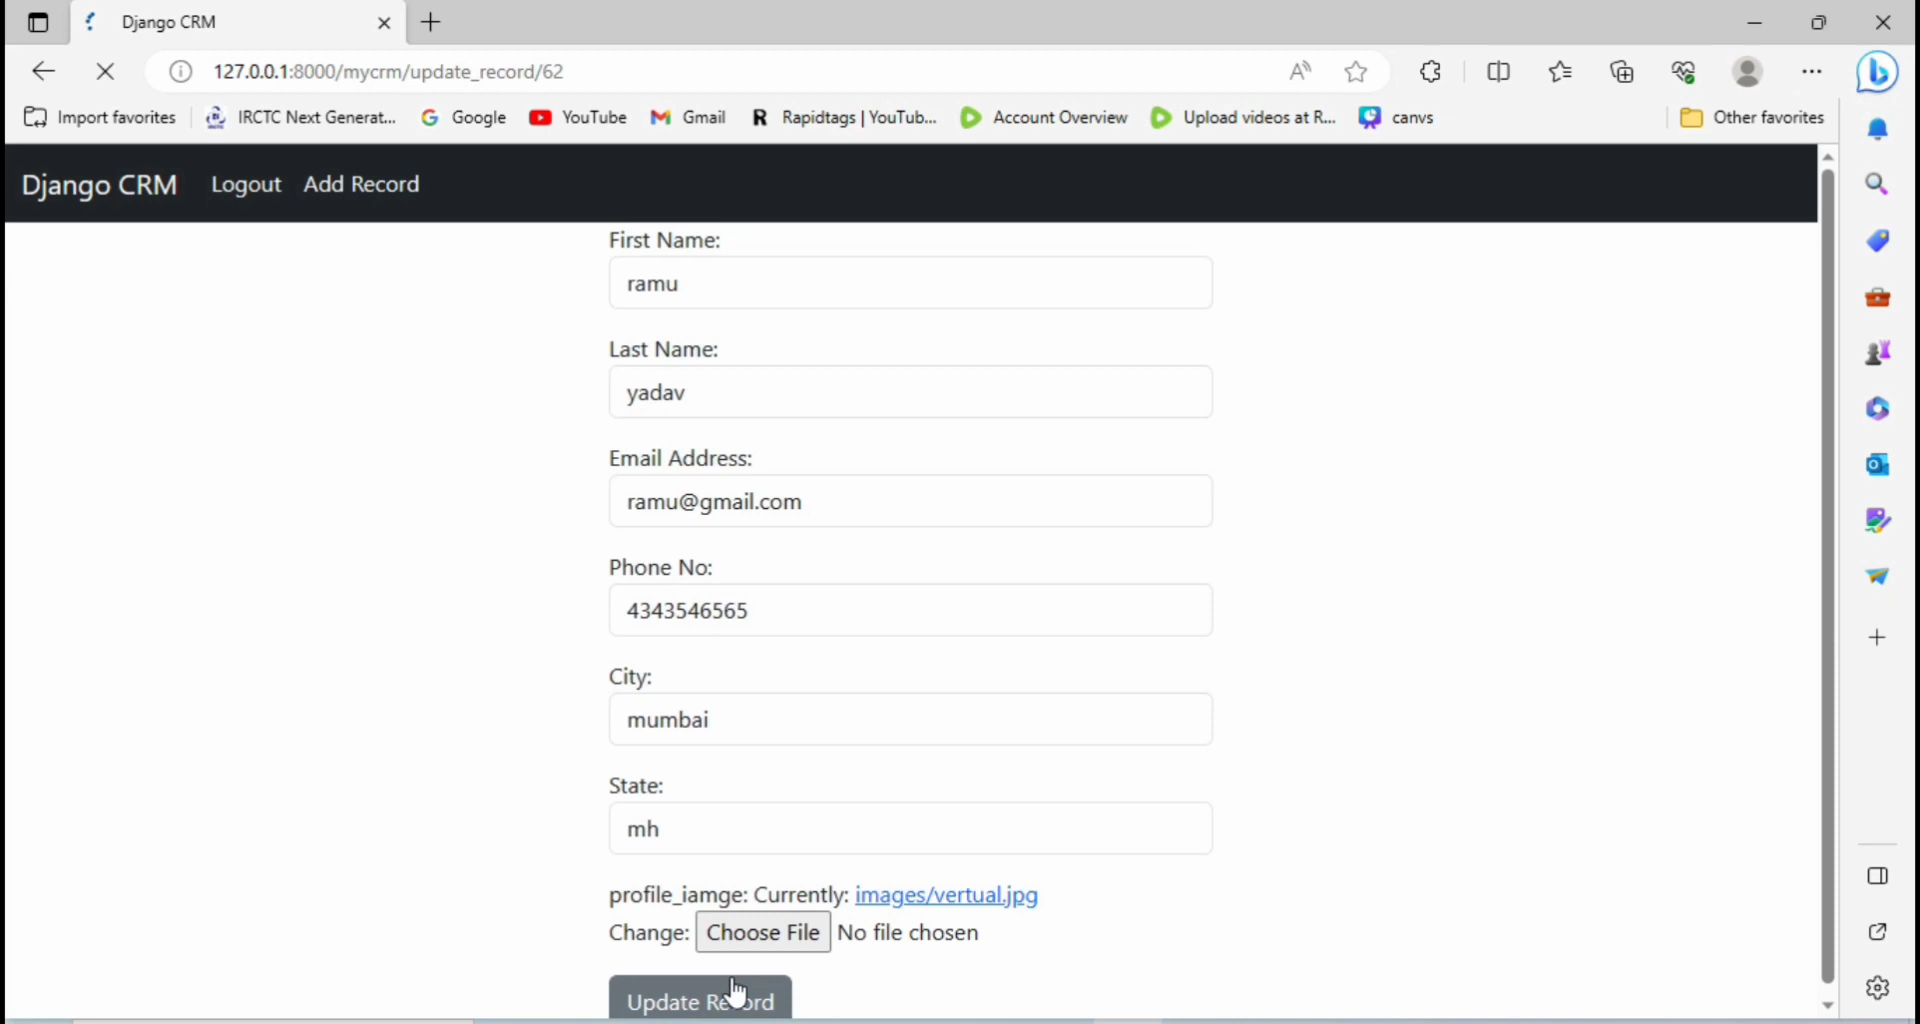 Django CRM
127.0.0.1:8000/mycrm/update_record/62
Import favorites IRCTC Next Generat... Google YouTube Gmail R Rapidtags | YouTub... Account Overview Upload videos at R... canvs Other favorites
Django CRM Logout Add Record
First Name:
ramu
Last Name:
yadav
Email Address:
ramu@gmail.com
Phone No:
4343546565
City:
mumbai
State:
mh
profile_iamge: Currently: images/vertual.jpg
Change: Choose File No file chosen
Update Record